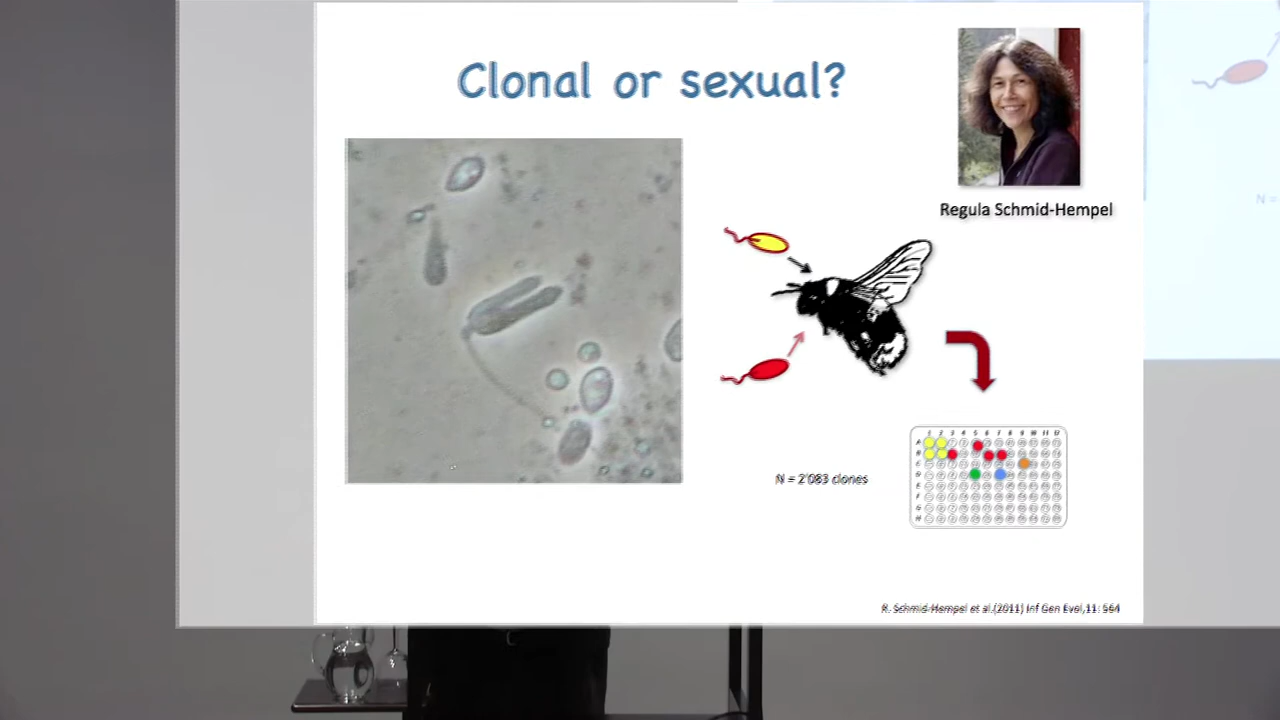 Clonal or sexual?
Regula Schmid-Hempel
N = 2'083 clones
R. Schmid-Hempel et al.(2011) Inf Gen Evol,11: 564
N =